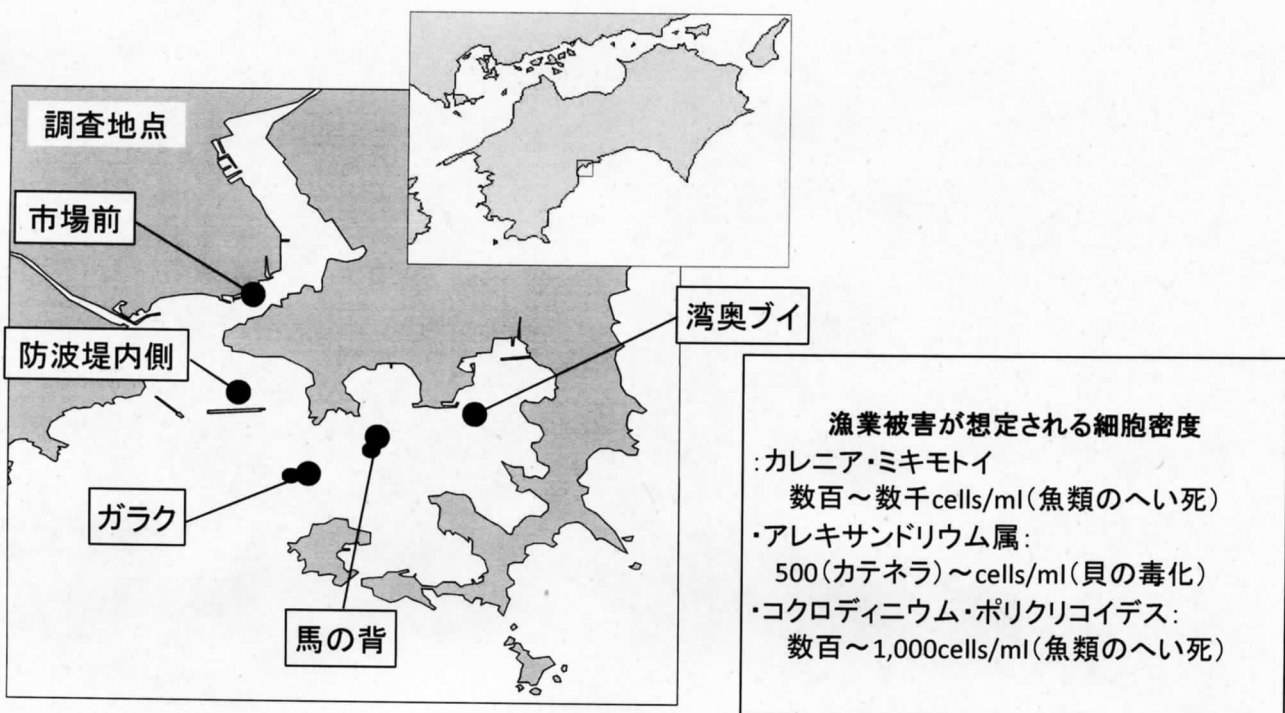 調査地点
市場前
湾奥ブイ
防波堤内側
ガラク
馬の背
漁業被害が想定される細胞密度
:カレニア・ミキモトイ
数百～数千cells/ml(魚類のへい死)
・アレキサンドリウム属:
500(カテネラ)～cells/ml(貝の毒化)
・コクロディニウム・ポリクリコイデス:
数百～1,000cells/ml(魚類のへい死)